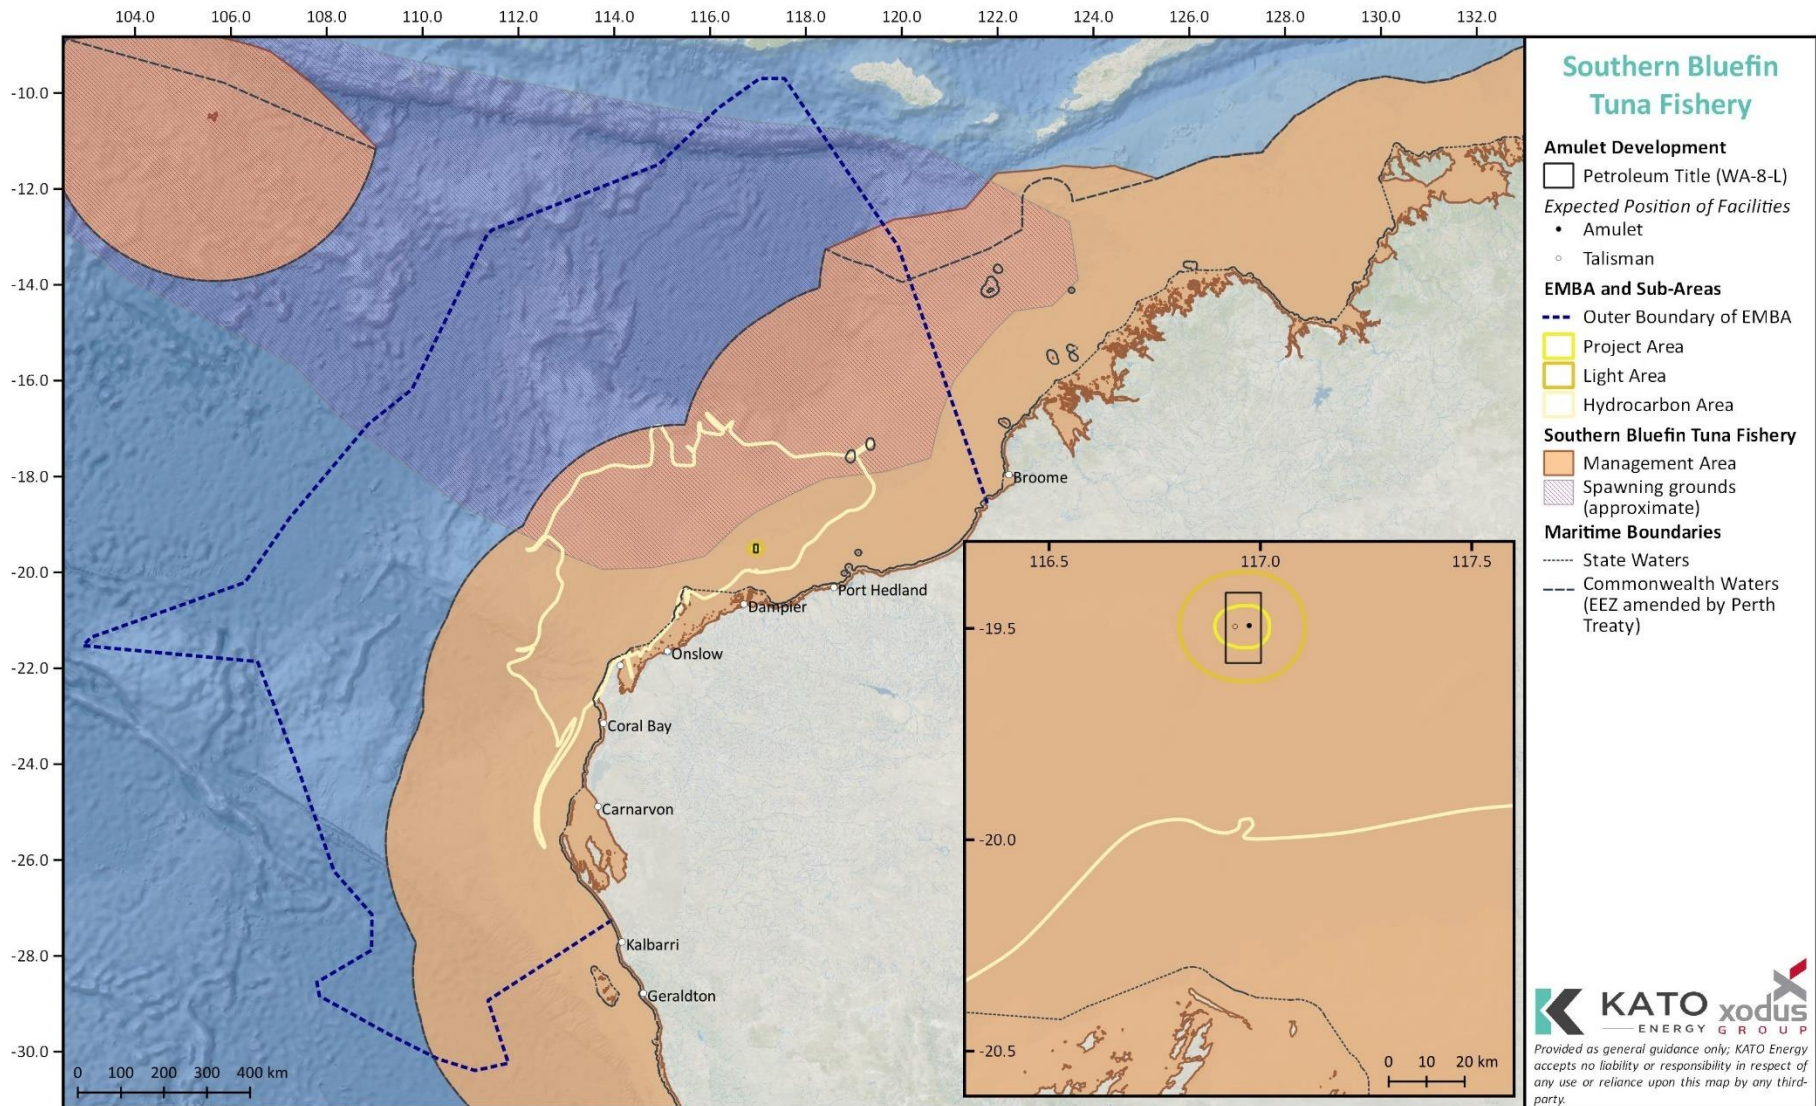 104.0 106.0 108.0 110.0 112.0 114.0 116.0 118.0 120.0 122.0 124.0 126.0 128.0 130.0 132.0
-10.0
-12.0
-14.0
-16.0
-18.0
-20.0
-22.0
-24.0
-26.0
-28.0
-30.0
Broome
Port Hedland
Dampier
Onslow
Coral Bay
Carnarvon
Kalbarri
Geraldton
0 100 200 300 400 km
116.5 117.0 117.5
-19.5
-20.0
-20.5
0 10 20 km
Southern Bluefin
Tuna Fishery
Amulet Development
Petroleum Title (WA-8-L)
Expected Position of Facilities
Amulet
Talisman
EMBA and Sub-Areas
Outer Boundary of EMBA
Project Area
Light Area
Hydrocarbon Area
Southern Bluefin Tuna Fishery
Management Area
Spawning grounds
(approximate)
Maritime Boundaries
State Waters
Commonwealth Waters
(EEZ amended by Perth
Treaty)
KATO
ENERGY
xodus
GROUP
Provided as general guidance only; KATO Energy
accepts no liability or responsibility in respect of
any use or reliance upon this map by any third-
party.